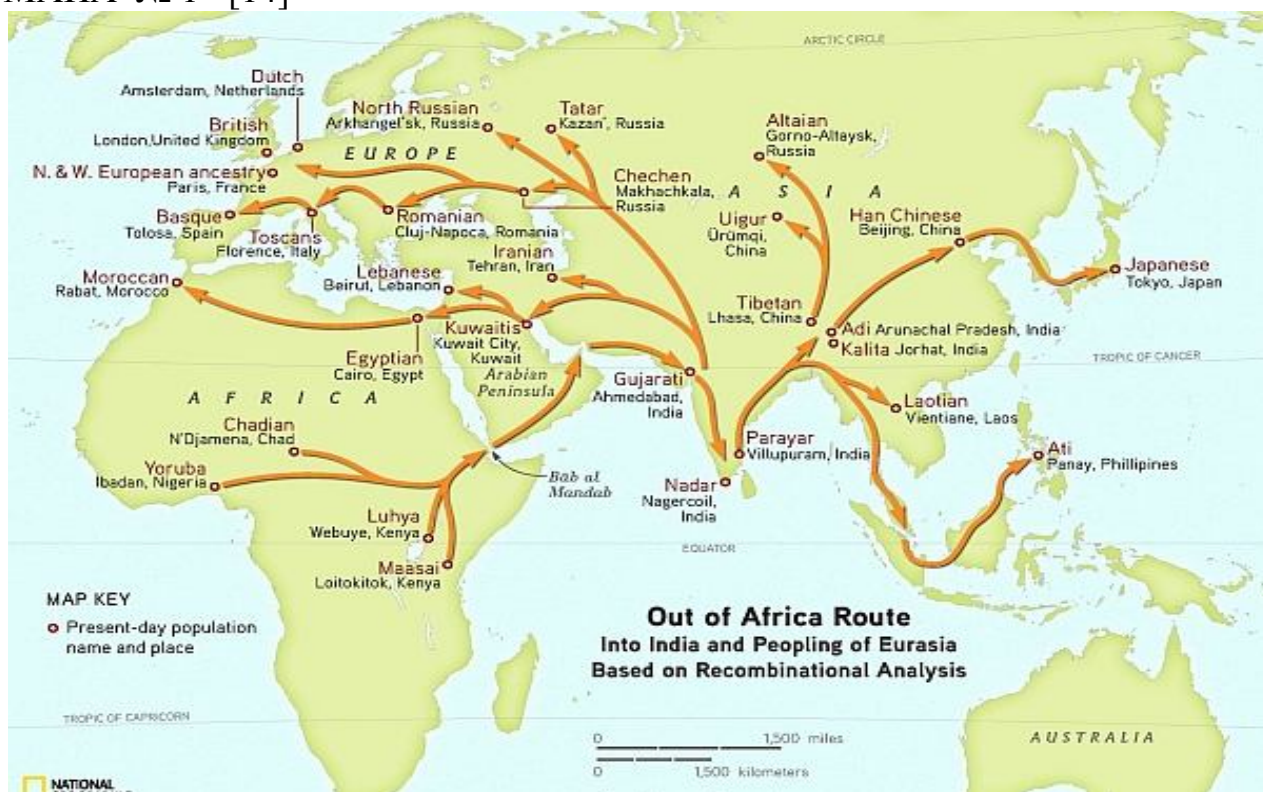 ARCTIC CIRCLE
Dutch
Amsterdam, Netherlands
British
London, United Kingdom
N. & W. European ancestry
Paris, France
EUROPE
North Russian
Arkhangel'sk, Russia
Tatar
Kazan', Russia
Altaian
Gorno-Altaysk,
Russia
Chechen
Makhachkala,
Russia
ASIA
Basque
Tolosa, Spain
Toscans
Florence, Italy
Romanian
Cluj-Napoca, Romania
Uigur
Ürümqi,
China
Han Chinese
Beijing, China
Iranian
Tehran, Iran
Lebanese
Beirut, Lebanon
Moroccan
Rabat, Morocco
Japanese
Tokyo, Japan
Tibetan
Lhasa, China
Adi Arunachal Pradesh, India
Kalita Jorhat, India
Kuwaitis
Kuwait City,
Kuwait
Egyptian
Cairo, Egypt
Arabian
Peninsula
TROPIC OF CANCER
Gujarati
Ahmedabad,
India
AFRICA
Laotian
Vientiane, Laos
Chadian
N'Djamena, Chad
Parayar
Villupuram, India
Ati
Panay, Phillipines
Yoruba
Ibadan, Nigeria
Bab al
Mandab
Nadar
Nagercoil,
India
Luhya
Webuye, Kenya
EQUATOR
Maasai
Loitokitok, Kenya
MAP KEY
Present-day population
name and place
Out of Africa Route
Into India and Peopling of Eurasia
Based on Recombinational Analysis
TROPIC OF CAPRICORN
0 1,500 miles
0 1,500 kilometers
AUSTRALIA
NATIONAL